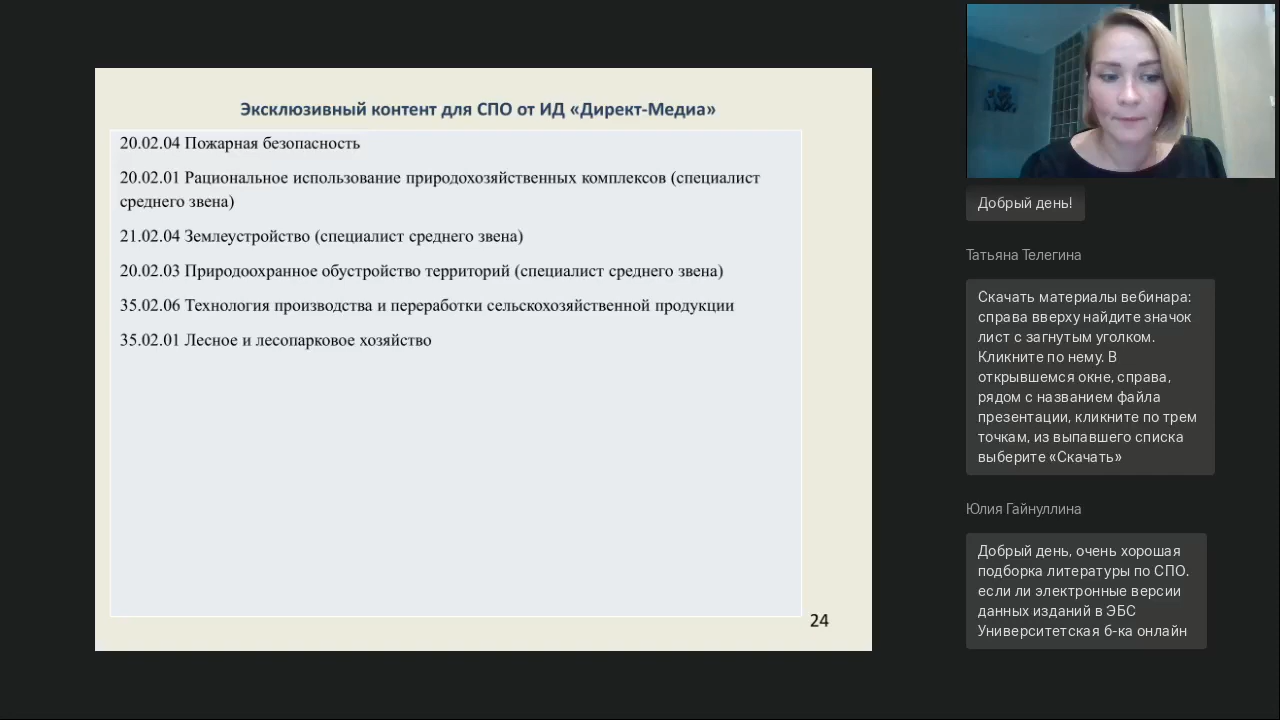 Эксклюзивный контент для СПО от ИД «Директ-Медиа»
20.02.04 Пожарная безопасность
20.02.01 Рациональное использование природохозяйственных комплексов (специалист
среднего звена)
21.02.04 Землеустройство (специалист среднего звена)
20.02.03 Природоохранное обустройство территорий (специалист среднего звена)
35.02.06 Технология производства и переработки сельскохозяйственной продукции
35.02.01 Лесное и лесопарковое хозяйство
24
Добрый день!
Татьяна Телегина
Скачать материалы вебинара:
справа вверху найдите значок
лист с загнутым уголком.
Кликните по нему. В
открывшемся окне, справа,
рядом с названием файла
презентации, кликните по трем
точкам, из выпавшего списка
выберите «Скачать»
Юлия Гайнуллина
Добрый день, очень хорошая
подборка литературы по СПО.
если ли электронные версии
данных изданий в ЭБС
Университетская б-ка онлайн